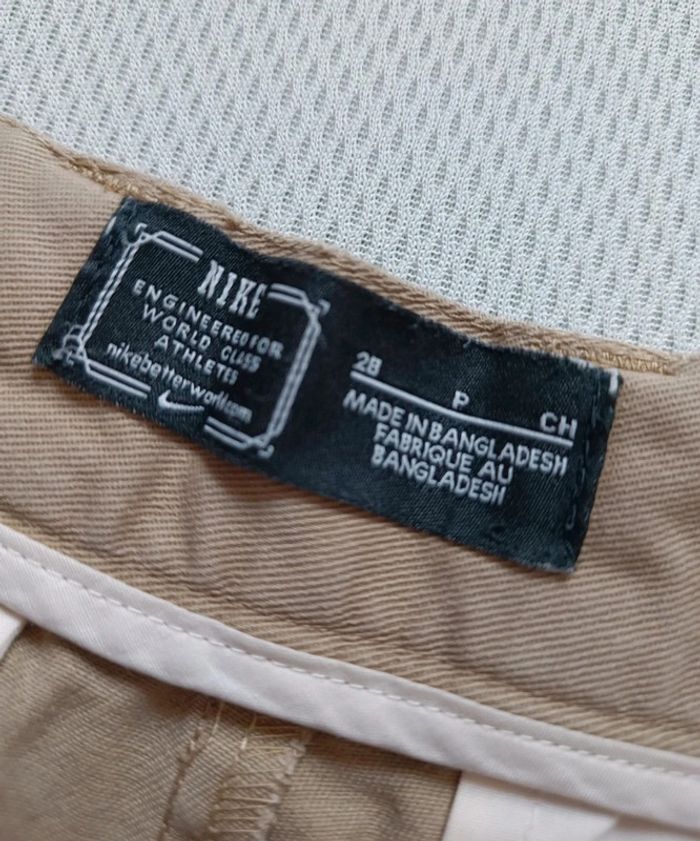 NIKE
ENGINEERED FOR
WORLD CLASS
ATHLETES
nikebetterworld.com
28 P CH
MADE IN BANGLADESH
FABRIQUE AU
BANGLADESH